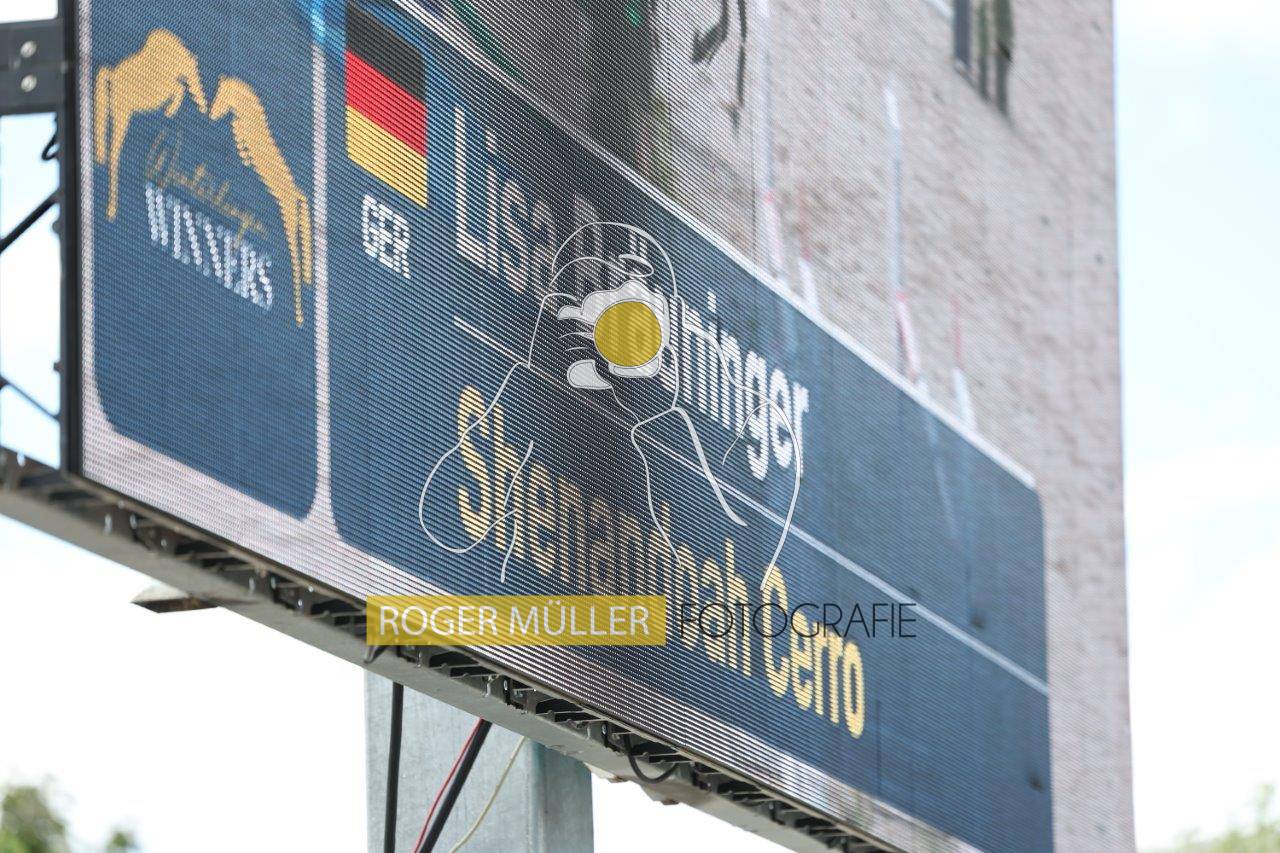 WINNERS
GER
Lisa
Shenandoah Cerro
ROGER MÜLLER FOTOGRAFIE